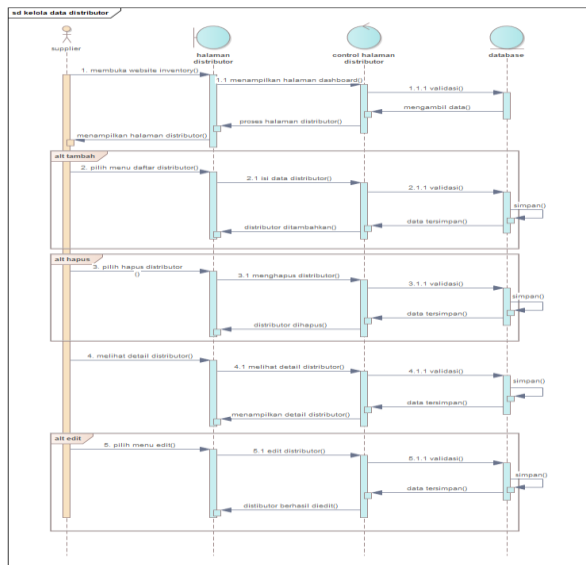 sd kelola data distributor
supplier
halaman
distributor
control halaman
distributor
database
1. membuka website inventory()
1.1 menampilkan halaman dashboard()
1.1.1 validasi()
mengambil data()
proses halaman distributor()
menampilkan halaman distributor()
alt tambah
2. pilih menu daftar distributor()
2.1 isi data distributor()
2.1.1 validasi()
simpan()
data tersimpan()
distributor ditambahkan()
alt hapus
3. pilih hapus distributor
()
3.1 menghapus distributor()
3.1.1 validasi()
simpan()
data tersimpan()
distributor dihapus()
4. melihat detail distributor()
4.1 melihat detail distributor()
4.1.1 validasi()
simpan()
data tersimpan()
menampilkan detail distributor()
alt edit
5. pilih menu edit()
5.1 edit distributor()
5.1.1 validasi()
simpan()
data tersimpan()
distibutor berhasil diedit()